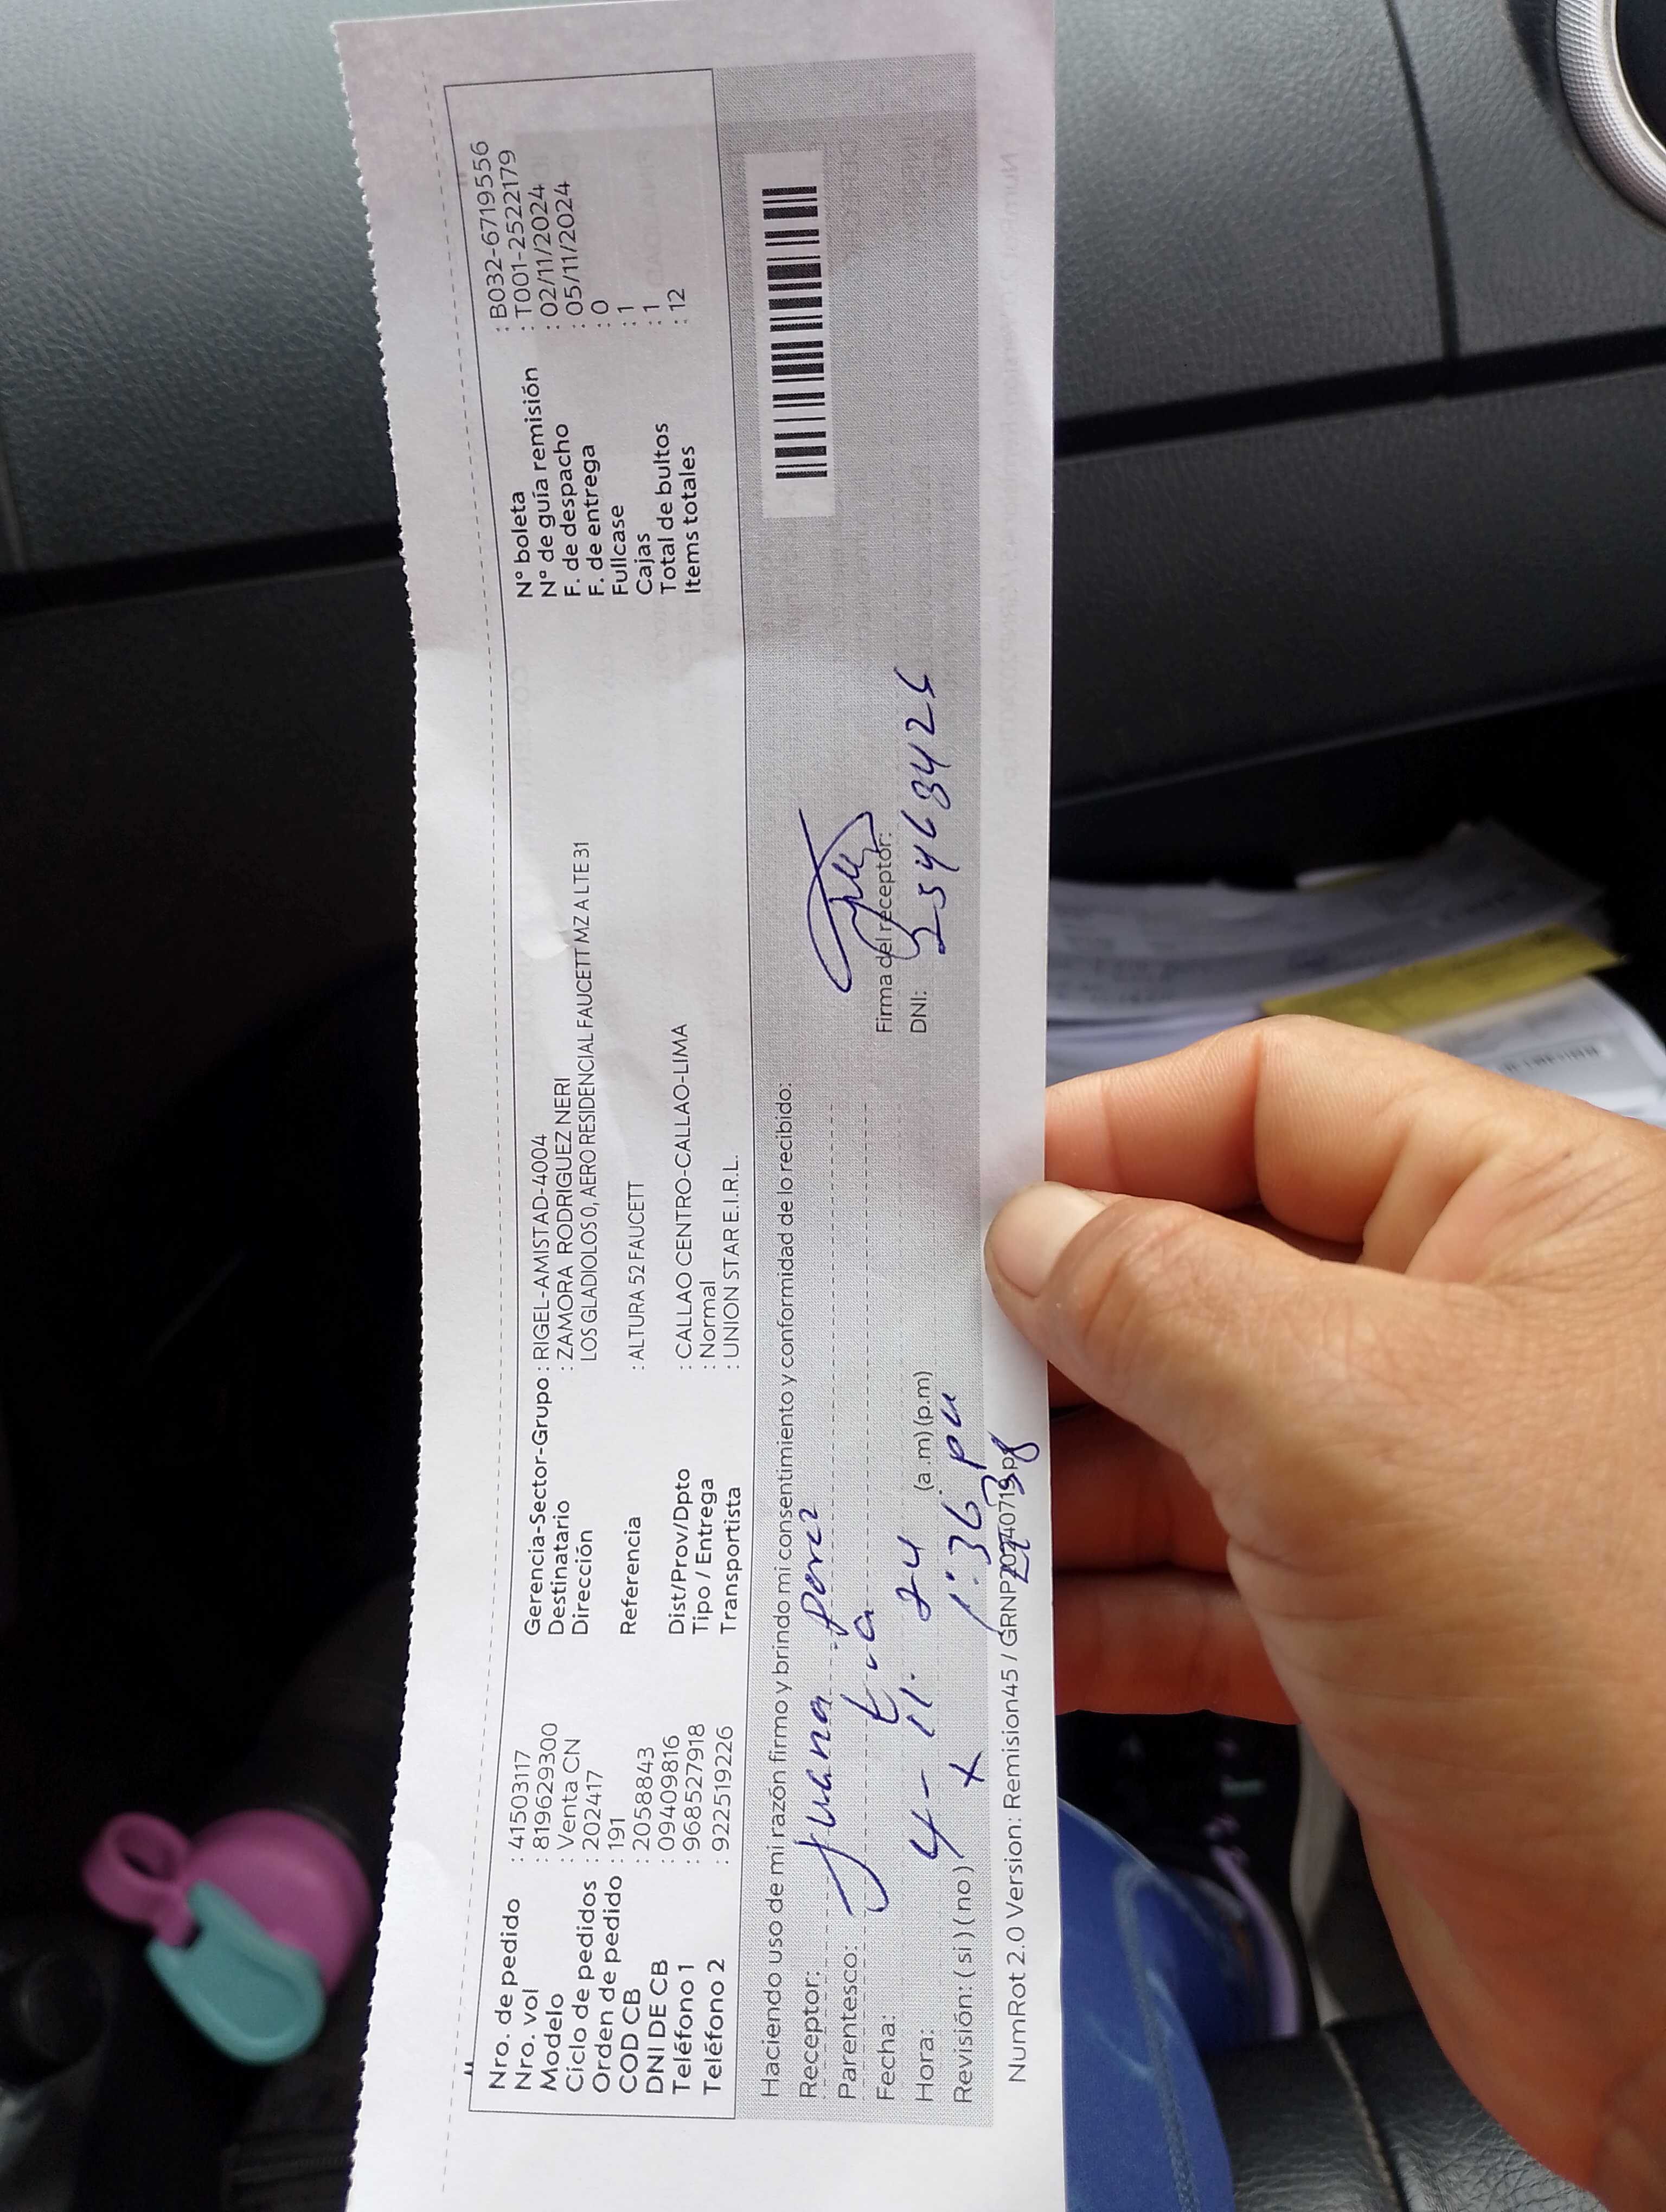 Nro. de pedido : 41503117
Nro. vol : 819629300
Modelo : Venta CN
Ciclo de pedidos : 202417
Orden de pedido : 191
COD CB : 2058843
DNI DE CB : 09409816
Teléfono 1 : 968527918
Teléfono 2 : 922519226
Gerencia-Sector-Grupo : RIGEL-AMISTAD-4004
Destinatario : ZAMORA RODRIGUEZ NERI
Dirección LOS GLADIOLOS 0, AERO RESIDENCIAL FAUCETT MZ A LTE 31
Referencia : ALTURA 52 FAUCETT
Dist/Prov/Dpto : CALLAO CENTRO-CALLAO-LIMA
Tipo / Entrega : Normal
Transportista : UNION STAR E.I.R.L.
N° boleta : B032-6719556
N° de guía remisión : T001-2522179
F. de despacho : 02/11/2024
F. de entrega : 05/11/2024
Fullcase : 0
Cajas : 1
Total de bultos : 1
Items totales : 12
Haciendo uso de mi razón firmo y brindo mi consentimiento y conformidad de lo recibido:
Receptor: Juana Perez
Parentesco:
Fecha: 4-11. 24
Hora: (a.m) (p.m) 1:36 pm
Revisión: ( si ) ( no ) x
Firma del receptor:
DNI:
NumRot 2.0 Version: Remision45 /